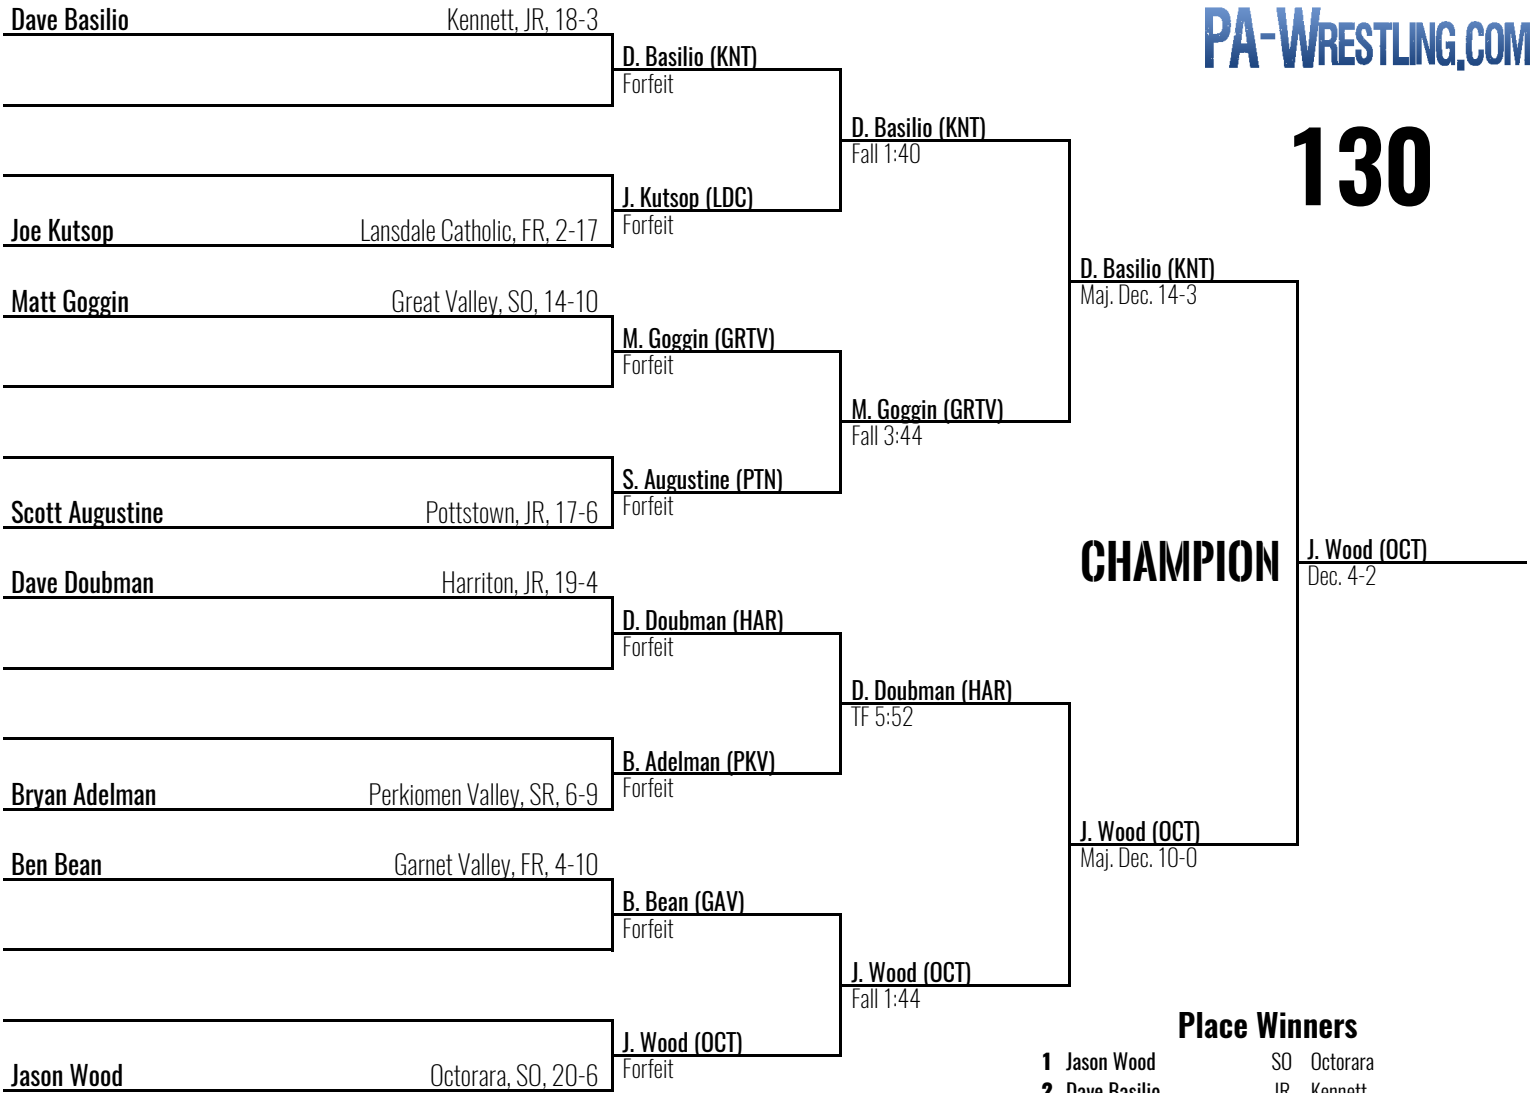 Dave Basilio Kennett, JR, 18-3
D. Basilio (KNT)
Forfeit
D. Basilio (KNT)
Fall 1:40
J. Kutsop (LDC)
Forfeit
Joe Kutsop Lansdale Catholic, FR, 2-17
Matt Goggin Great Valley, SO, 14-10
M. Goggin (GRTV)
Forfeit
M. Goggin (GRTV)
Fall 3:44
S. Augustine (PTN)
Forfeit
Scott Augustine Pottstown, JR, 17-6
D. Basilio (KNT)
Maj. Dec. 14-3
Dave Doubman Harriton, JR, 19-4
D. Doubman (HAR)
Forfeit
D. Doubman (HAR)
TF 5:52
B. Adelman (PKV)
Forfeit
Bryan Adelman Perkiomen Valley, SR, 6-9
Ben Bean Garnet Valley, FR, 4-10
B. Bean (GAV)
Forfeit
J. Wood (OCT)
Fall 1:44
J. Wood (OCT)
Forfeit
Jason Wood Octorara, SO, 20-6
J. Wood (OCT)
Maj. Dec. 10-0
PA-WRESTLING.COM
130
CHAMPION
J. Wood (OCT)
Dec. 4-2
Place Winners
1 Jason Wood SO Octorara
2 Dave Basilio JR Kennett